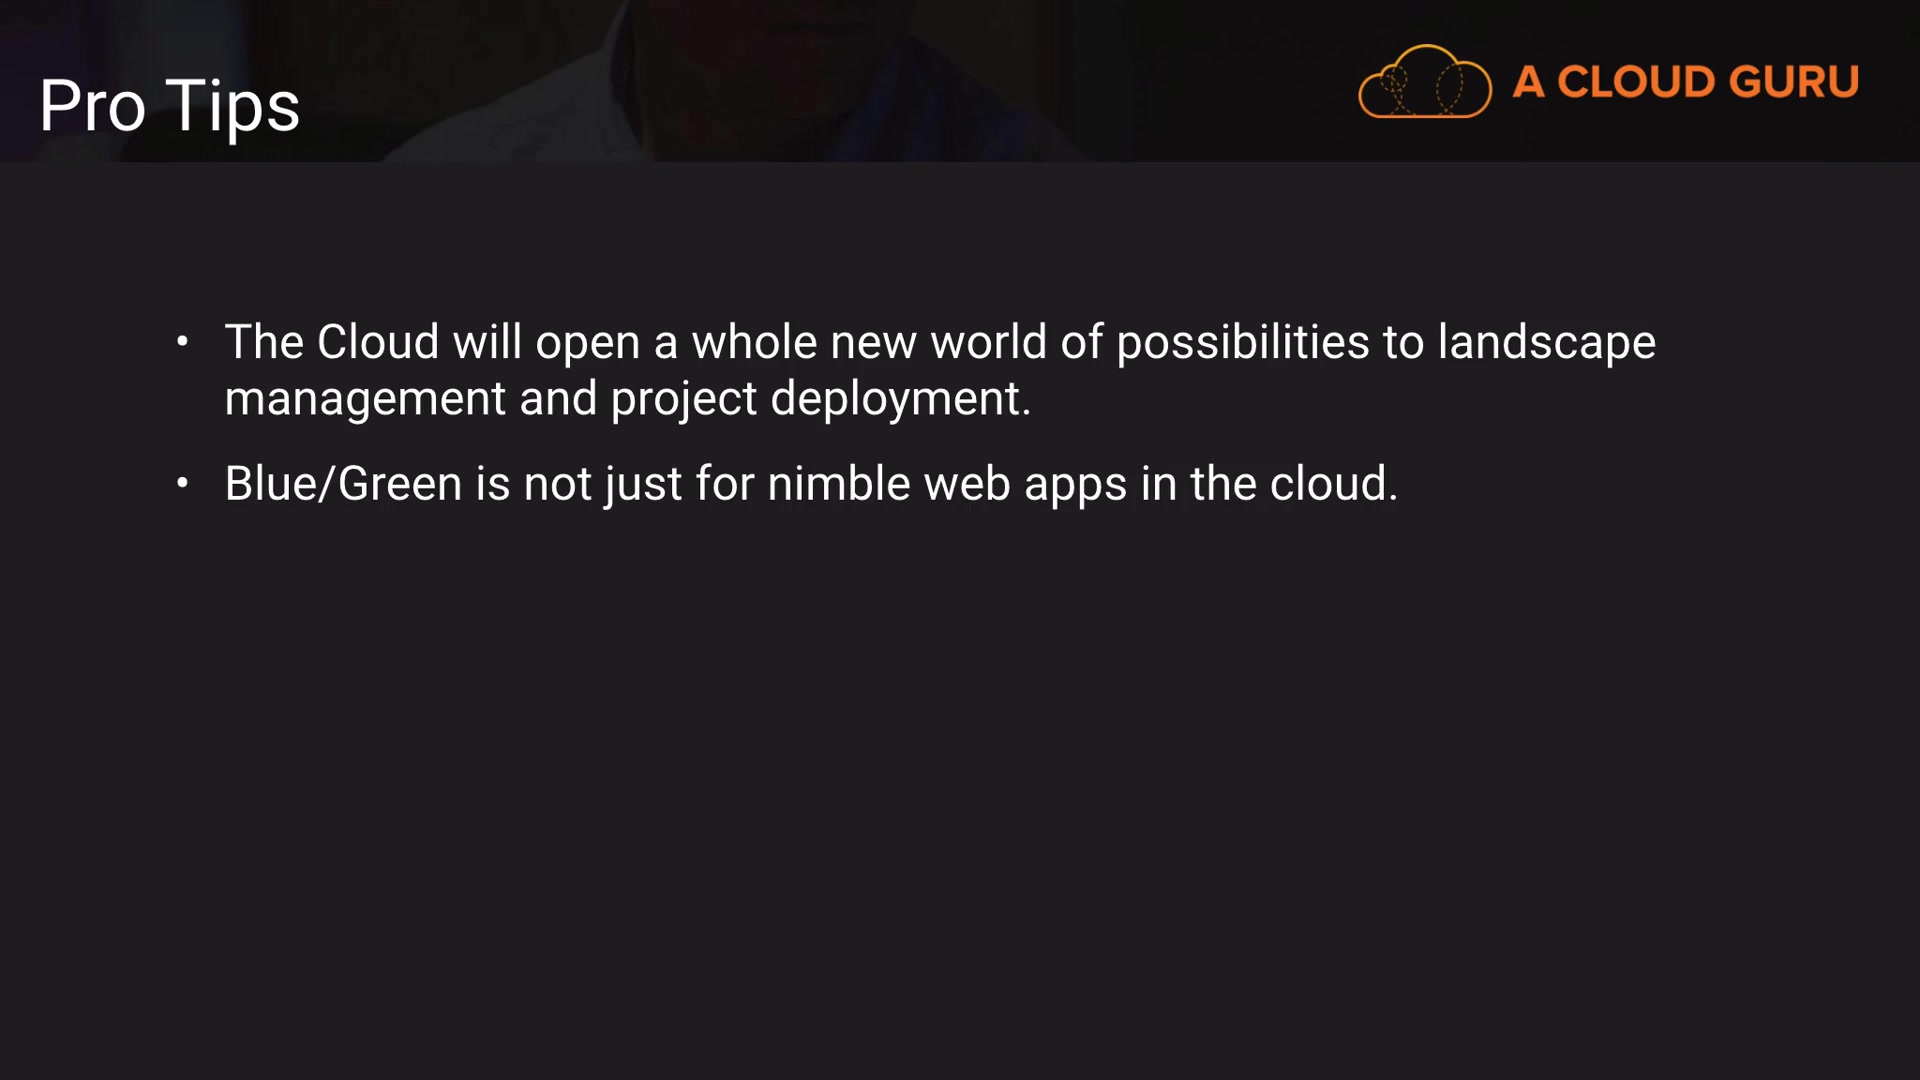 Pro Tips
A CLOUD GURU
• The Cloud will open a whole new world of possibilities to landscape
management and project deployment.
• Blue/Green is not just for nimble web apps in the cloud.